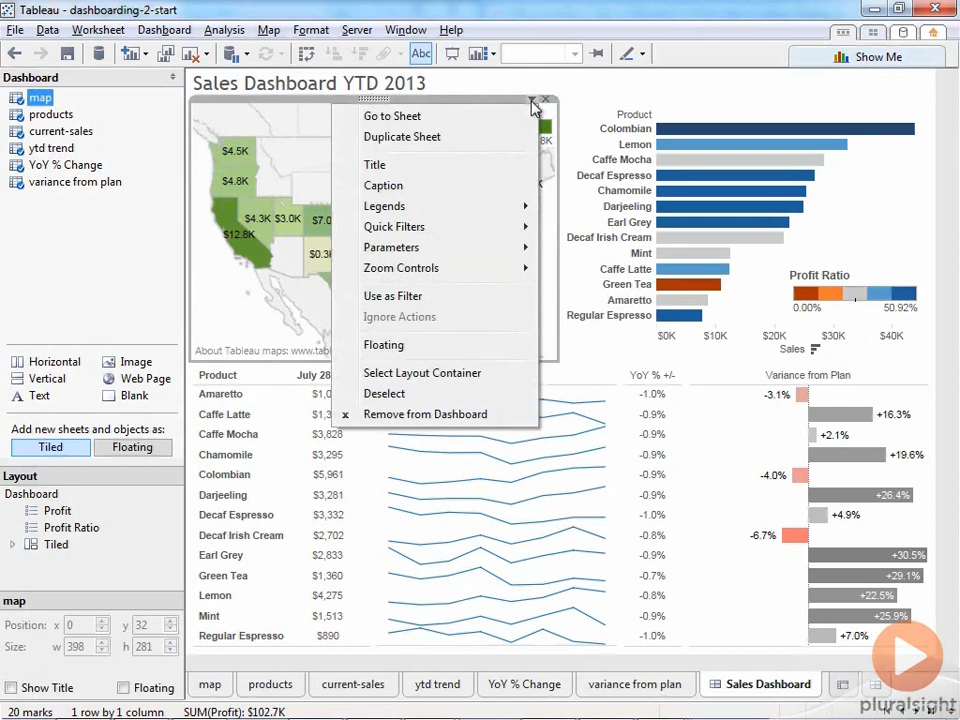 Tableau - dashboarding-2-start
File Data Worksheet Dashboard Analysis Map Format Server Window Help
Abc
Show Me
Dashboard
map
products
current-sales
ytd trend
YoY % Change
variance from plan
Horizontal Image
Vertical Web Page
A Text Blank
Add new sheets and objects as:
Tiled Floating
Layout
Dashboard
Profit
Profit Ratio
Tiled
map
Position: x 0 y 32
Size: w 398 h 281
Show Title Floating
Sales Dashboard YTD 2013
$4.5K
$4.8K
$4.3K $3.0K $7.0
$12.8K
$0.3K
8K
About Tableau maps: www.tabl
Go to Sheet
Duplicate Sheet
Title
Caption
Legends
Quick Filters
Parameters
Zoom Controls
Use as Filter
Ignore Actions
Floating
Select Layout Container
Deselect
x Remove from Dashboard
Product
Colombian
Lemon
Caffe Mocha
Decaf Espresso
Chamomile
Darjeeling
Earl Grey
Decaf Irish Cream
Mint
Caffe Latte
Green Tea
Amaretto
Regular Espresso
$0K $10K $20K $30K $40K
Sales
Profit Ratio
0.00% 50.92%
Product July 28 YoY % +/- Variance from Plan
Amaretto $1,0 -1.0% -3.1%
Caffe Latte $1,3 -0.9% +16.3%
Caffe Mocha $3,828 -0.9% +2.1%
Chamomile $3,295 -0.9% +19.6%
Colombian $5,961 -0.9% -4.0%
Darjeeling $3,281 -0.9% +26.4%
Decaf Espresso $3,332 -1.0% +4.9%
Decaf Irish Cream $2,702 -0.8% -6.7%
Earl Grey $2,833 -0.9% +30.5%
Green Tea $1,360 -0.7% +29.1%
Lemon $4,275 -0.8% +22.5%
Mint $1,513 -0.9% +25.9%
Regular Espresso $890 -1.0% +7.0%
map products current-sales ytd trend YoY % Change variance from plan Sales Dashboard
pluralsight
20 marks 1 row by 1 column SUM(Profit): $102.7K